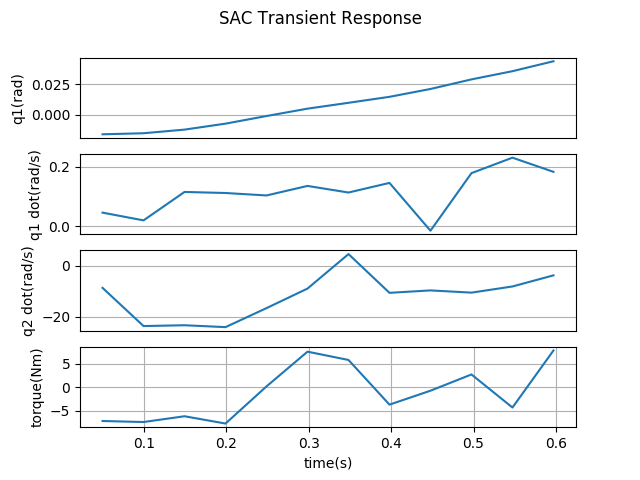 SAC Transient Response
q1(rad)
0.025
0.000
q1 dot(rad/s)
0.2
0.0
q2 dot(rad/s)
0
−20
torque(Nm)
5
0
−5
0.1 0.2 0.3 0.4 0.5 0.6
time(s)